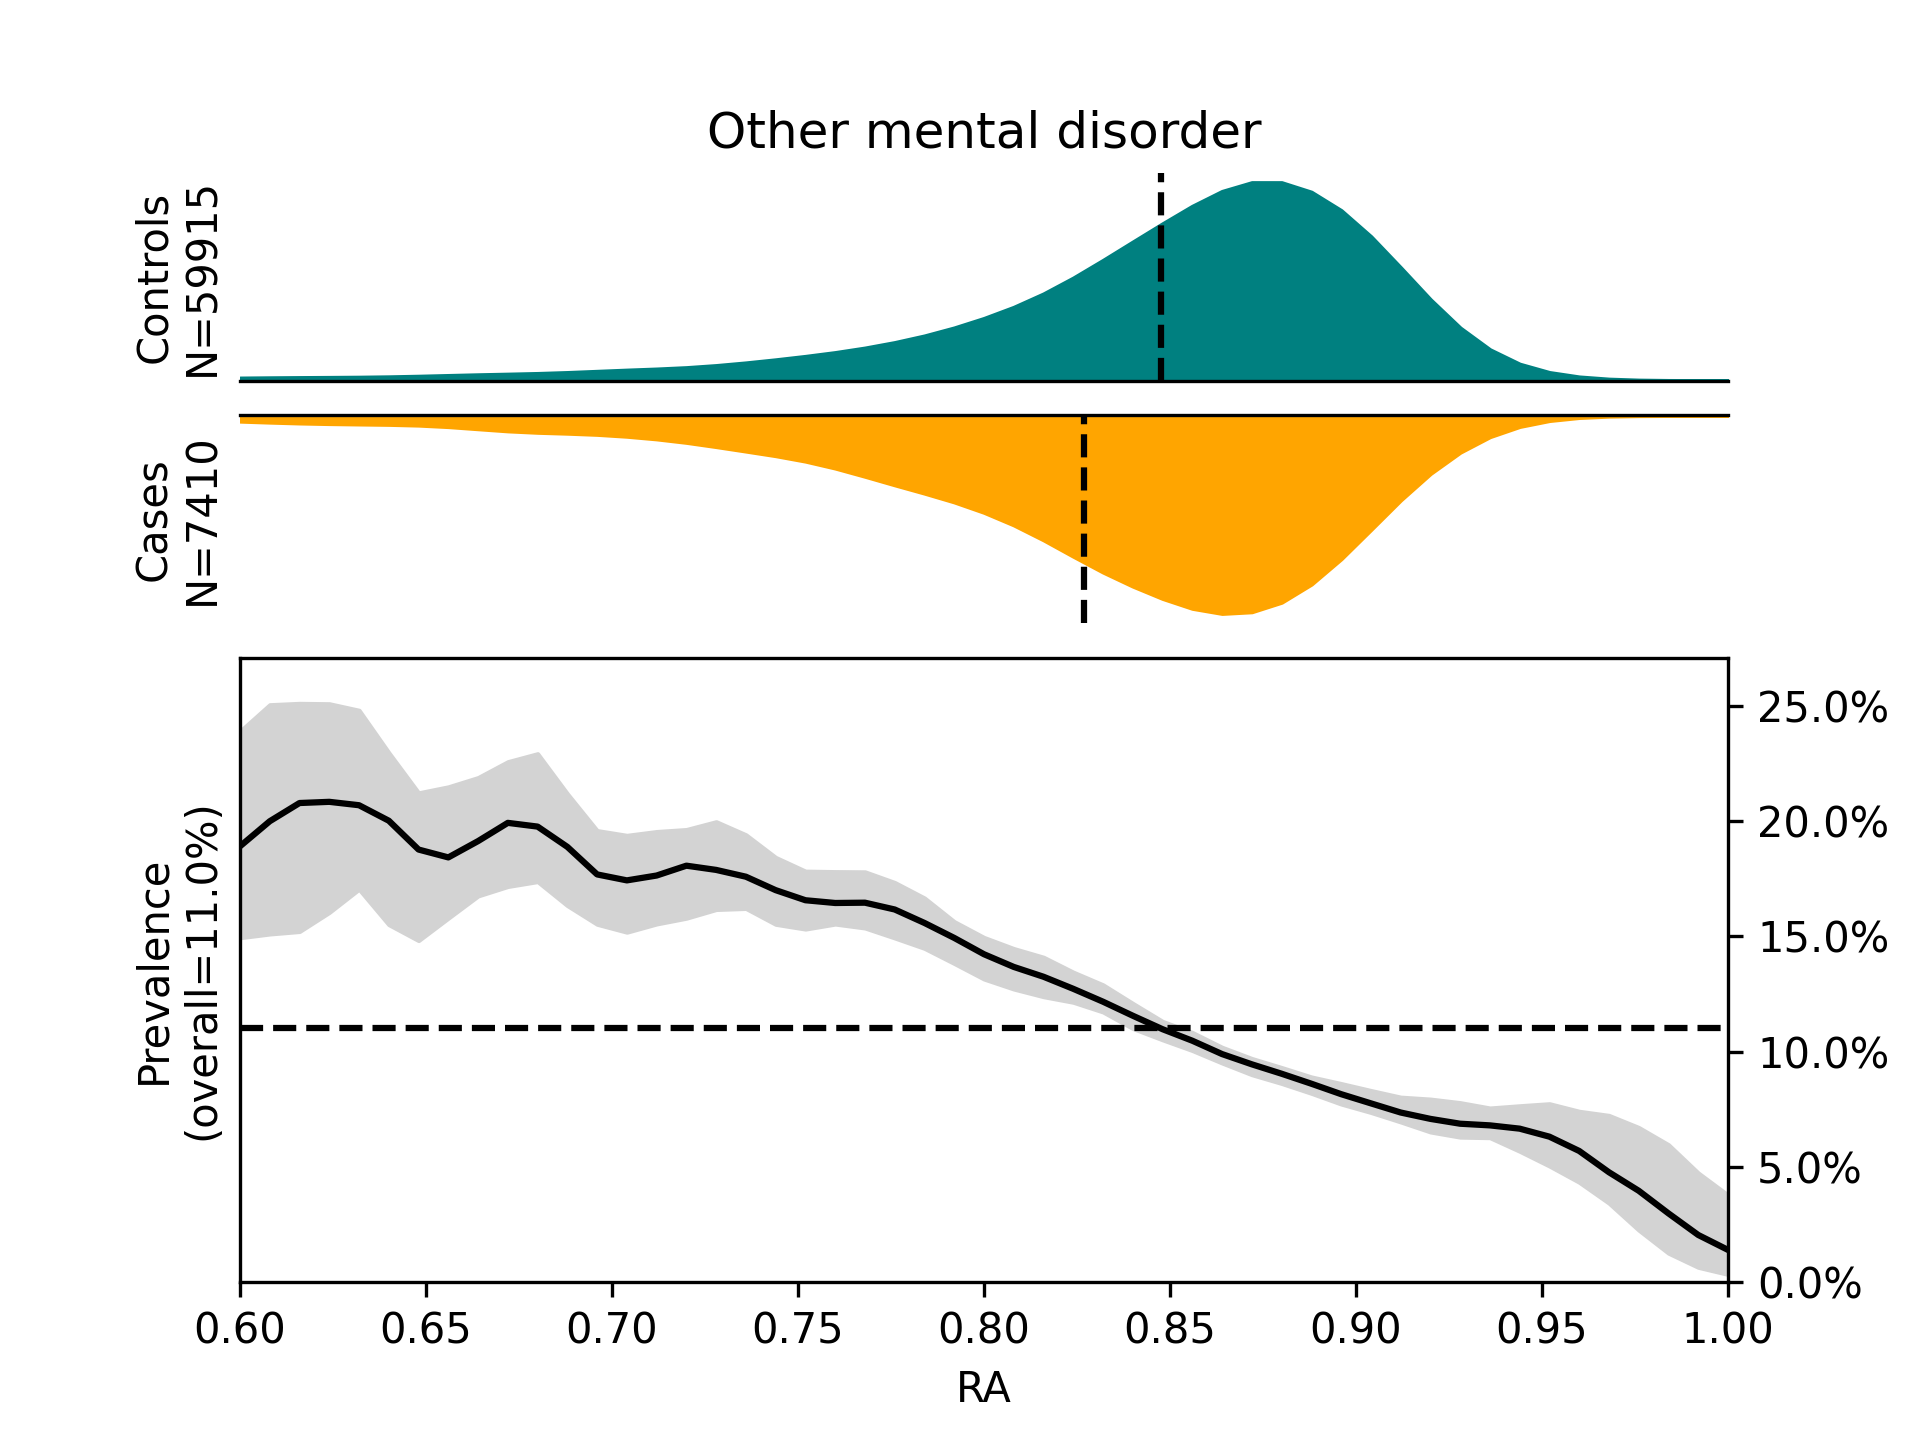 Other mental disorder
Controls
N=59915
Cases
N=7410
Prevalence
(overall=11.0%)
25.0%
20.0%
15.0%
10.0%
5.0%
0.0%
0.60 0.65 0.70 0.75 0.80 0.85 0.90 0.95 1.00
RA